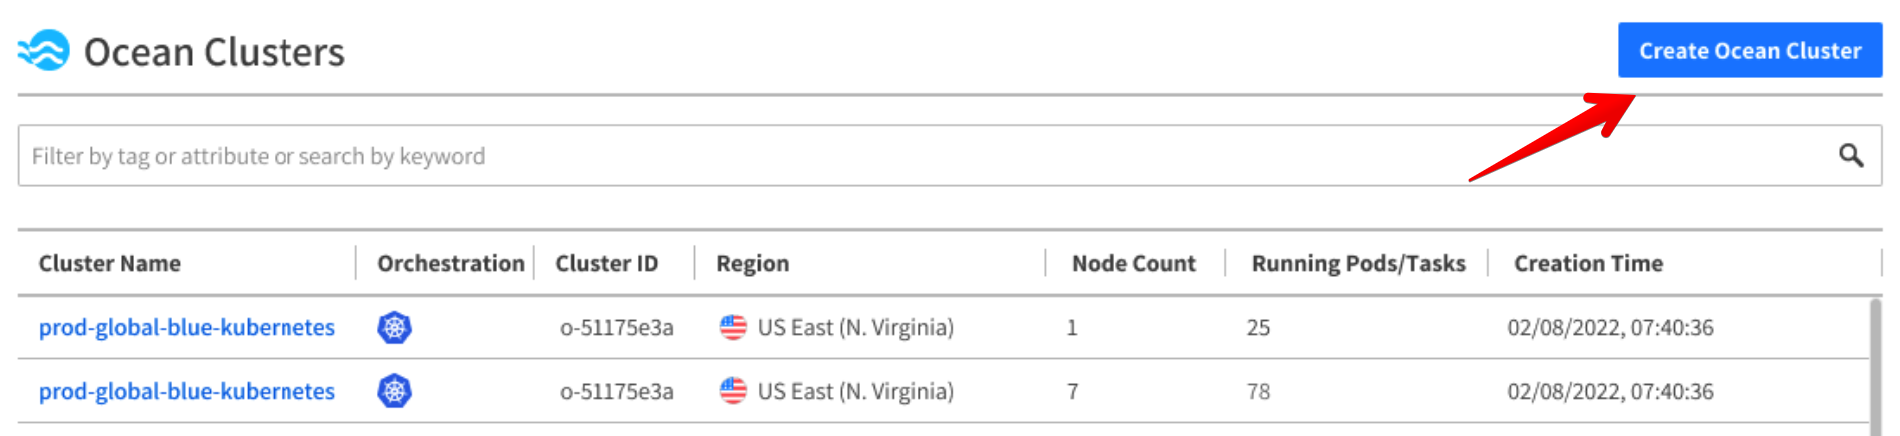 Ocean Clusters
Create Ocean Cluster
Filter by tag or attribute or search by keyword
Cluster Name Orchestration Cluster ID Region Node Count Running Pods/Tasks Creation Time
prod-global-blue-kubernetes o-51175e3a US East (N. Virginia) 1 25 02/08/2022, 07:40:36
prod-global-blue-kubernetes o-51175e3a US East (N. Virginia) 7 78 02/08/2022, 07:40:36